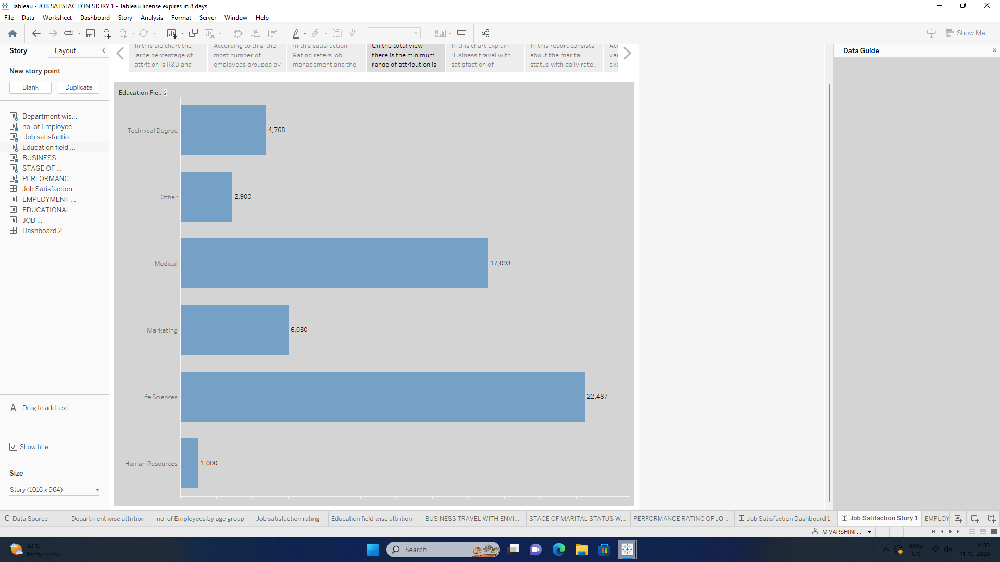 Tableau - JOB SATISFACTION STORY 1 - Tableau license expires in 8 days
File Data Worksheet Dashboard Story Analysis Format Server Window Help
Show Me
Story Layout
New story point
Blank Duplicate
Department wis...
no. of Employee...
Job satisfactio...
Education field ...
BUSINESS ...
STAGE OF ...
PERFORMANC...
Job Satisfaction...
EMPLOYMENT ...
EDUCATIONAL ...
JOB ...
Dashboard 2
A Drag to add text
Show title
Size
Story (1016 x 964)
In this pie chart the
large percentage of
attrition is R&D and
According to this the
most number of
employees grouped by
In this satisfaction
Rating refers job
management and the
On the total view
there is the minimum
range of attribution is
In this chart explain
Business travel with
satisfaction of
In this report consists
about the marital
status with daily rate.
Education Fie..
Technical Degree 4,768
Other 2,900
Medical 17,093
Marketing 6,030
Life Sciences 22,487
Human Resources 1,000
Data Guide
Data Source Department wise attrition no. of Employees by age group Job satisfaction rating Education field wise attrition BUSINESS TRAVEL WITH ENVI... STAGE OF MARITAL STATUS W... PERFORMANCE RATING OF JO... Job Satisfaction Dashboard 1 Job Satifaction Story 1 EMPLOY
M VARSHINI ...
32°C
Partly sunny
Search
ENG
US
11:33
11-10-2023